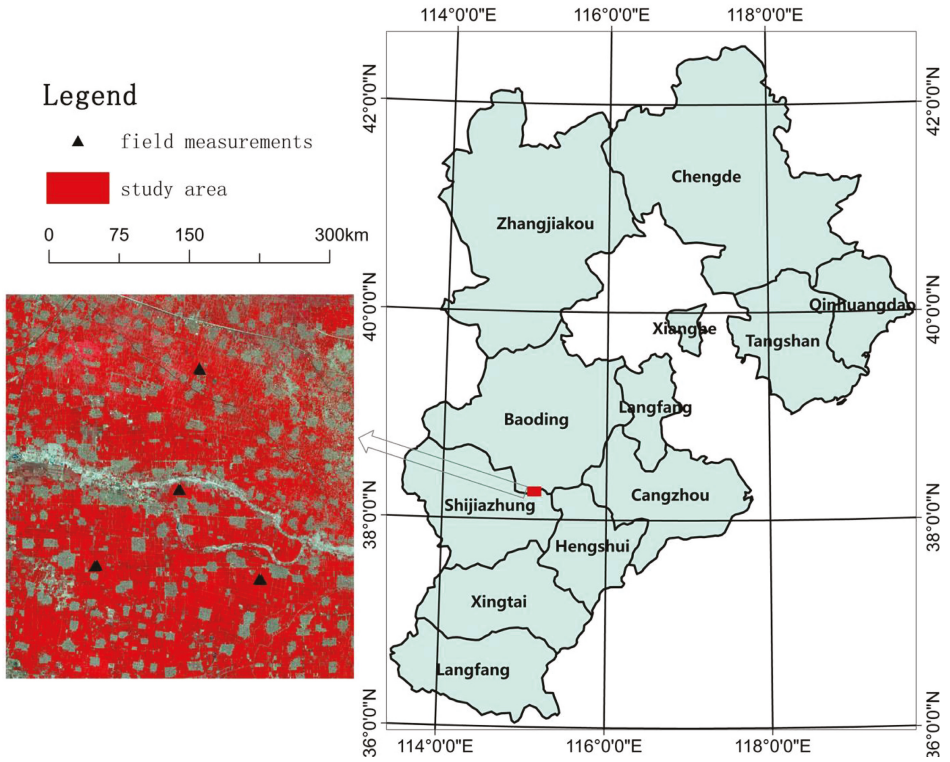 114°0'0"E 116°0'0"E 118°0'0"E
Legend
field measurements
study area
0 75 150 300km
42°0'0"N
40°0'0"N
38°0'0"N
36°0'0"N
42°0'0"N
40°0'0"N
38°0'0"N
36°0'0"N
Chengde
Zhangjiakou
Qinhuangdao
Xianghe
Tangshan
Baoding
Langfang
Cangzhou
Shijiazhung
Hengshui
Xingtai
Langfang
114°0'0"E 116°0'0"E 118°0'0"E